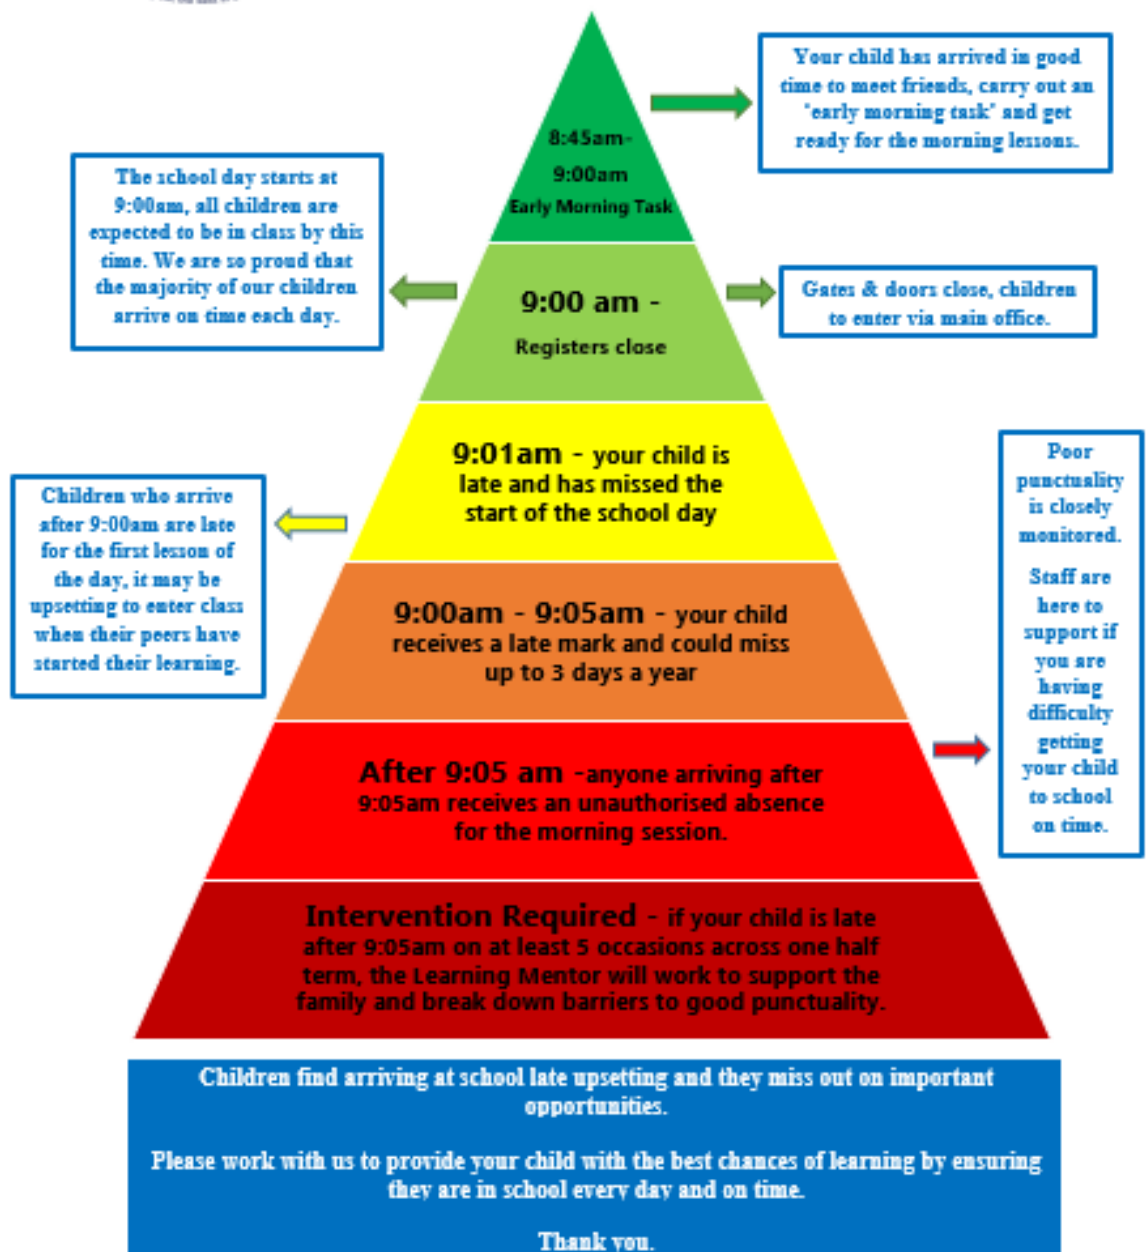 8:45am-
9:00am
Early Morning Task
Your child has arrived in good
time to meet friends, carry out an
'early morning task' and get
ready for the morning lessons.
The school day starts at
9:00am, all children are
expected to be in class by this
time. We are so proud that
the majority of our children
arrive on time each day.
9:00 am -
Registers close
Gates & doors close, children
to enter via main office.
9:01am - your child is
late and has missed the
start of the school day
Children who arrive
after 9:00am are late
for the first lesson of
the day, it may be
upsetting to enter class
when their peers have
started their learning.
9:00am - 9:05am - your child
receives a late mark and could miss
up to 3 days a year
Poor
punctuality
is closely
monitored.
Staff are
here to
support if
you are
having
difficulty
getting
your child
to school
on time.
After 9:05 am -anyone arriving after
9:05am receives an unauthorised absence
for the morning session.
Intervention Required - if your child is late
after 9:05am on at least 5 occasions across one half
term, the Learning Mentor will work to support the
family and break down barriers to good punctuality.
Children find arriving at school late upsetting and they miss out on important
opportunities.
Please work with us to provide your child with the best chances of learning by ensuring
they are in school every day and on time.
Thank you.